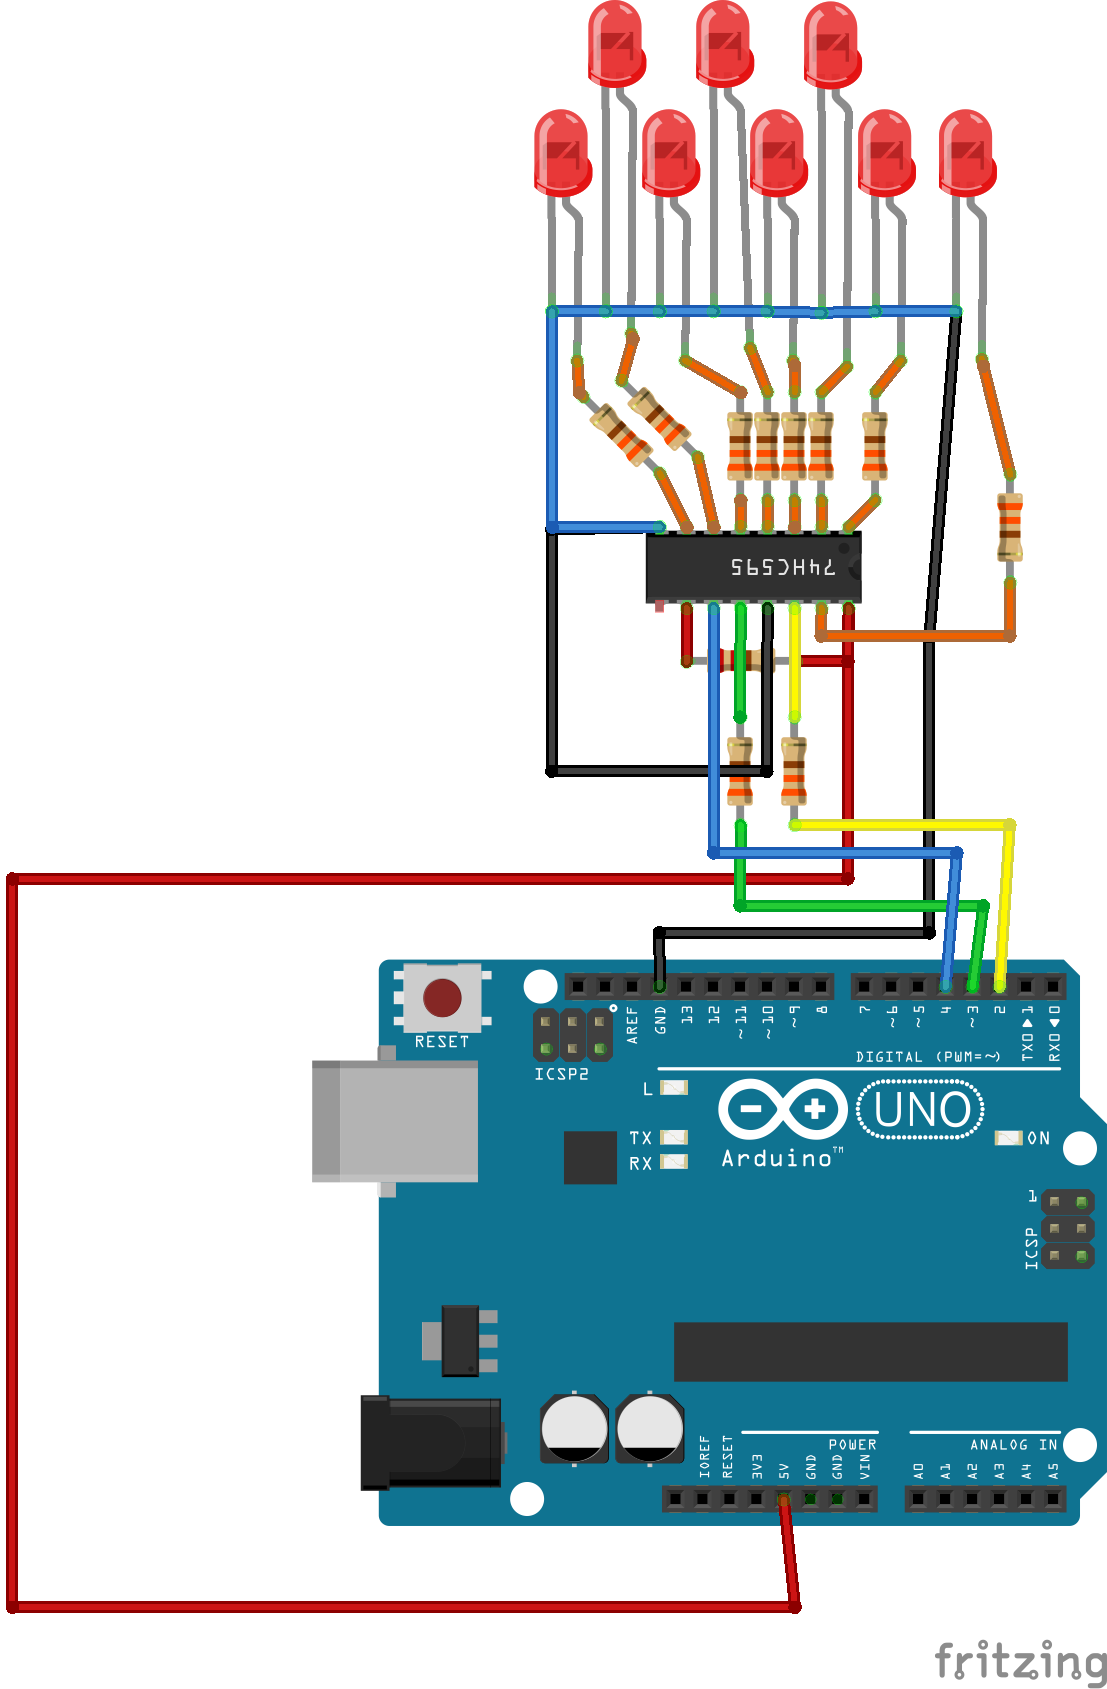 74HC595
RESET
ICSP2
AREF
GND
13
12
~11
~10
~9
8
7
~6
~5
4
~3
2
TX0▶1
RX0◀0
DIGITAL (PWM=~)
L
TX
RX
Arduino™
UNO
ON
1
ICSP
IOREF
RESET
3V3
5V
GND
GND
VIN
POWER
ANALOG IN
A0
A1
A2
A3
A4
A5
fritzing